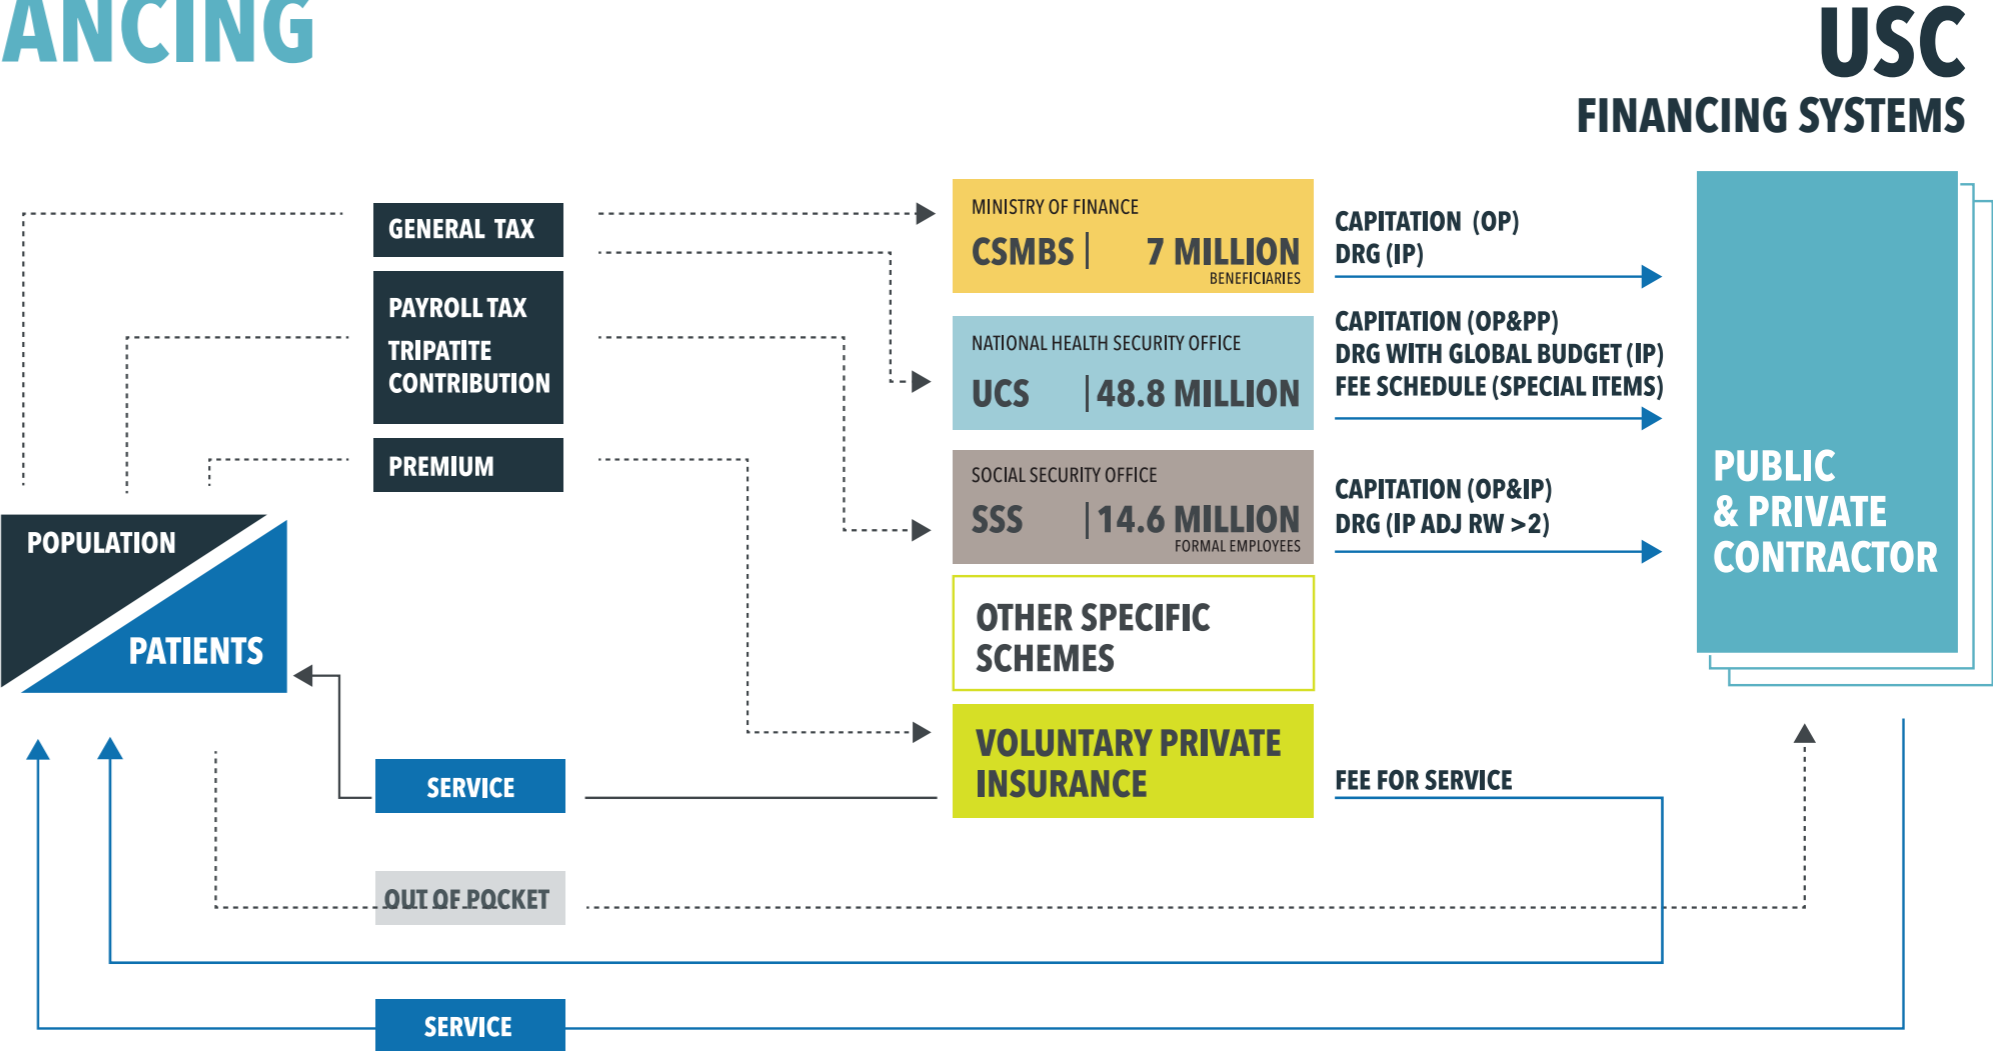 ANCING
USC
FINANCING SYSTEMS
GENERAL TAX
PAYROLL TAX
TRIPATITE
CONTRIBUTION
PREMIUM
POPULATION
PATIENTS
MINISTRY OF FINANCE
CSMBS | 7 MILLION
BENEFICIARIES
NATIONAL HEALTH SECURITY OFFICE
UCS | 48.8 MILLION
SOCIAL SECURITY OFFICE
SSS | 14.6 MILLION
FORMAL EMPLOYEES
OTHER SPECIFIC
SCHEMES
VOLUNTARY PRIVATE
INSURANCE
CAPITATION (OP)
DRG (IP)
CAPITATION (OP&PP)
DRG WITH GLOBAL BUDGET (IP)
FEE SCHEDULE (SPECIAL ITEMS)
CAPITATION (OP&IP)
DRG (IP ADJ RW >2)
FEE FOR SERVICE
PUBLIC
& PRIVATE
CONTRACTOR
SERVICE
OUT OF POCKET
SERVICE